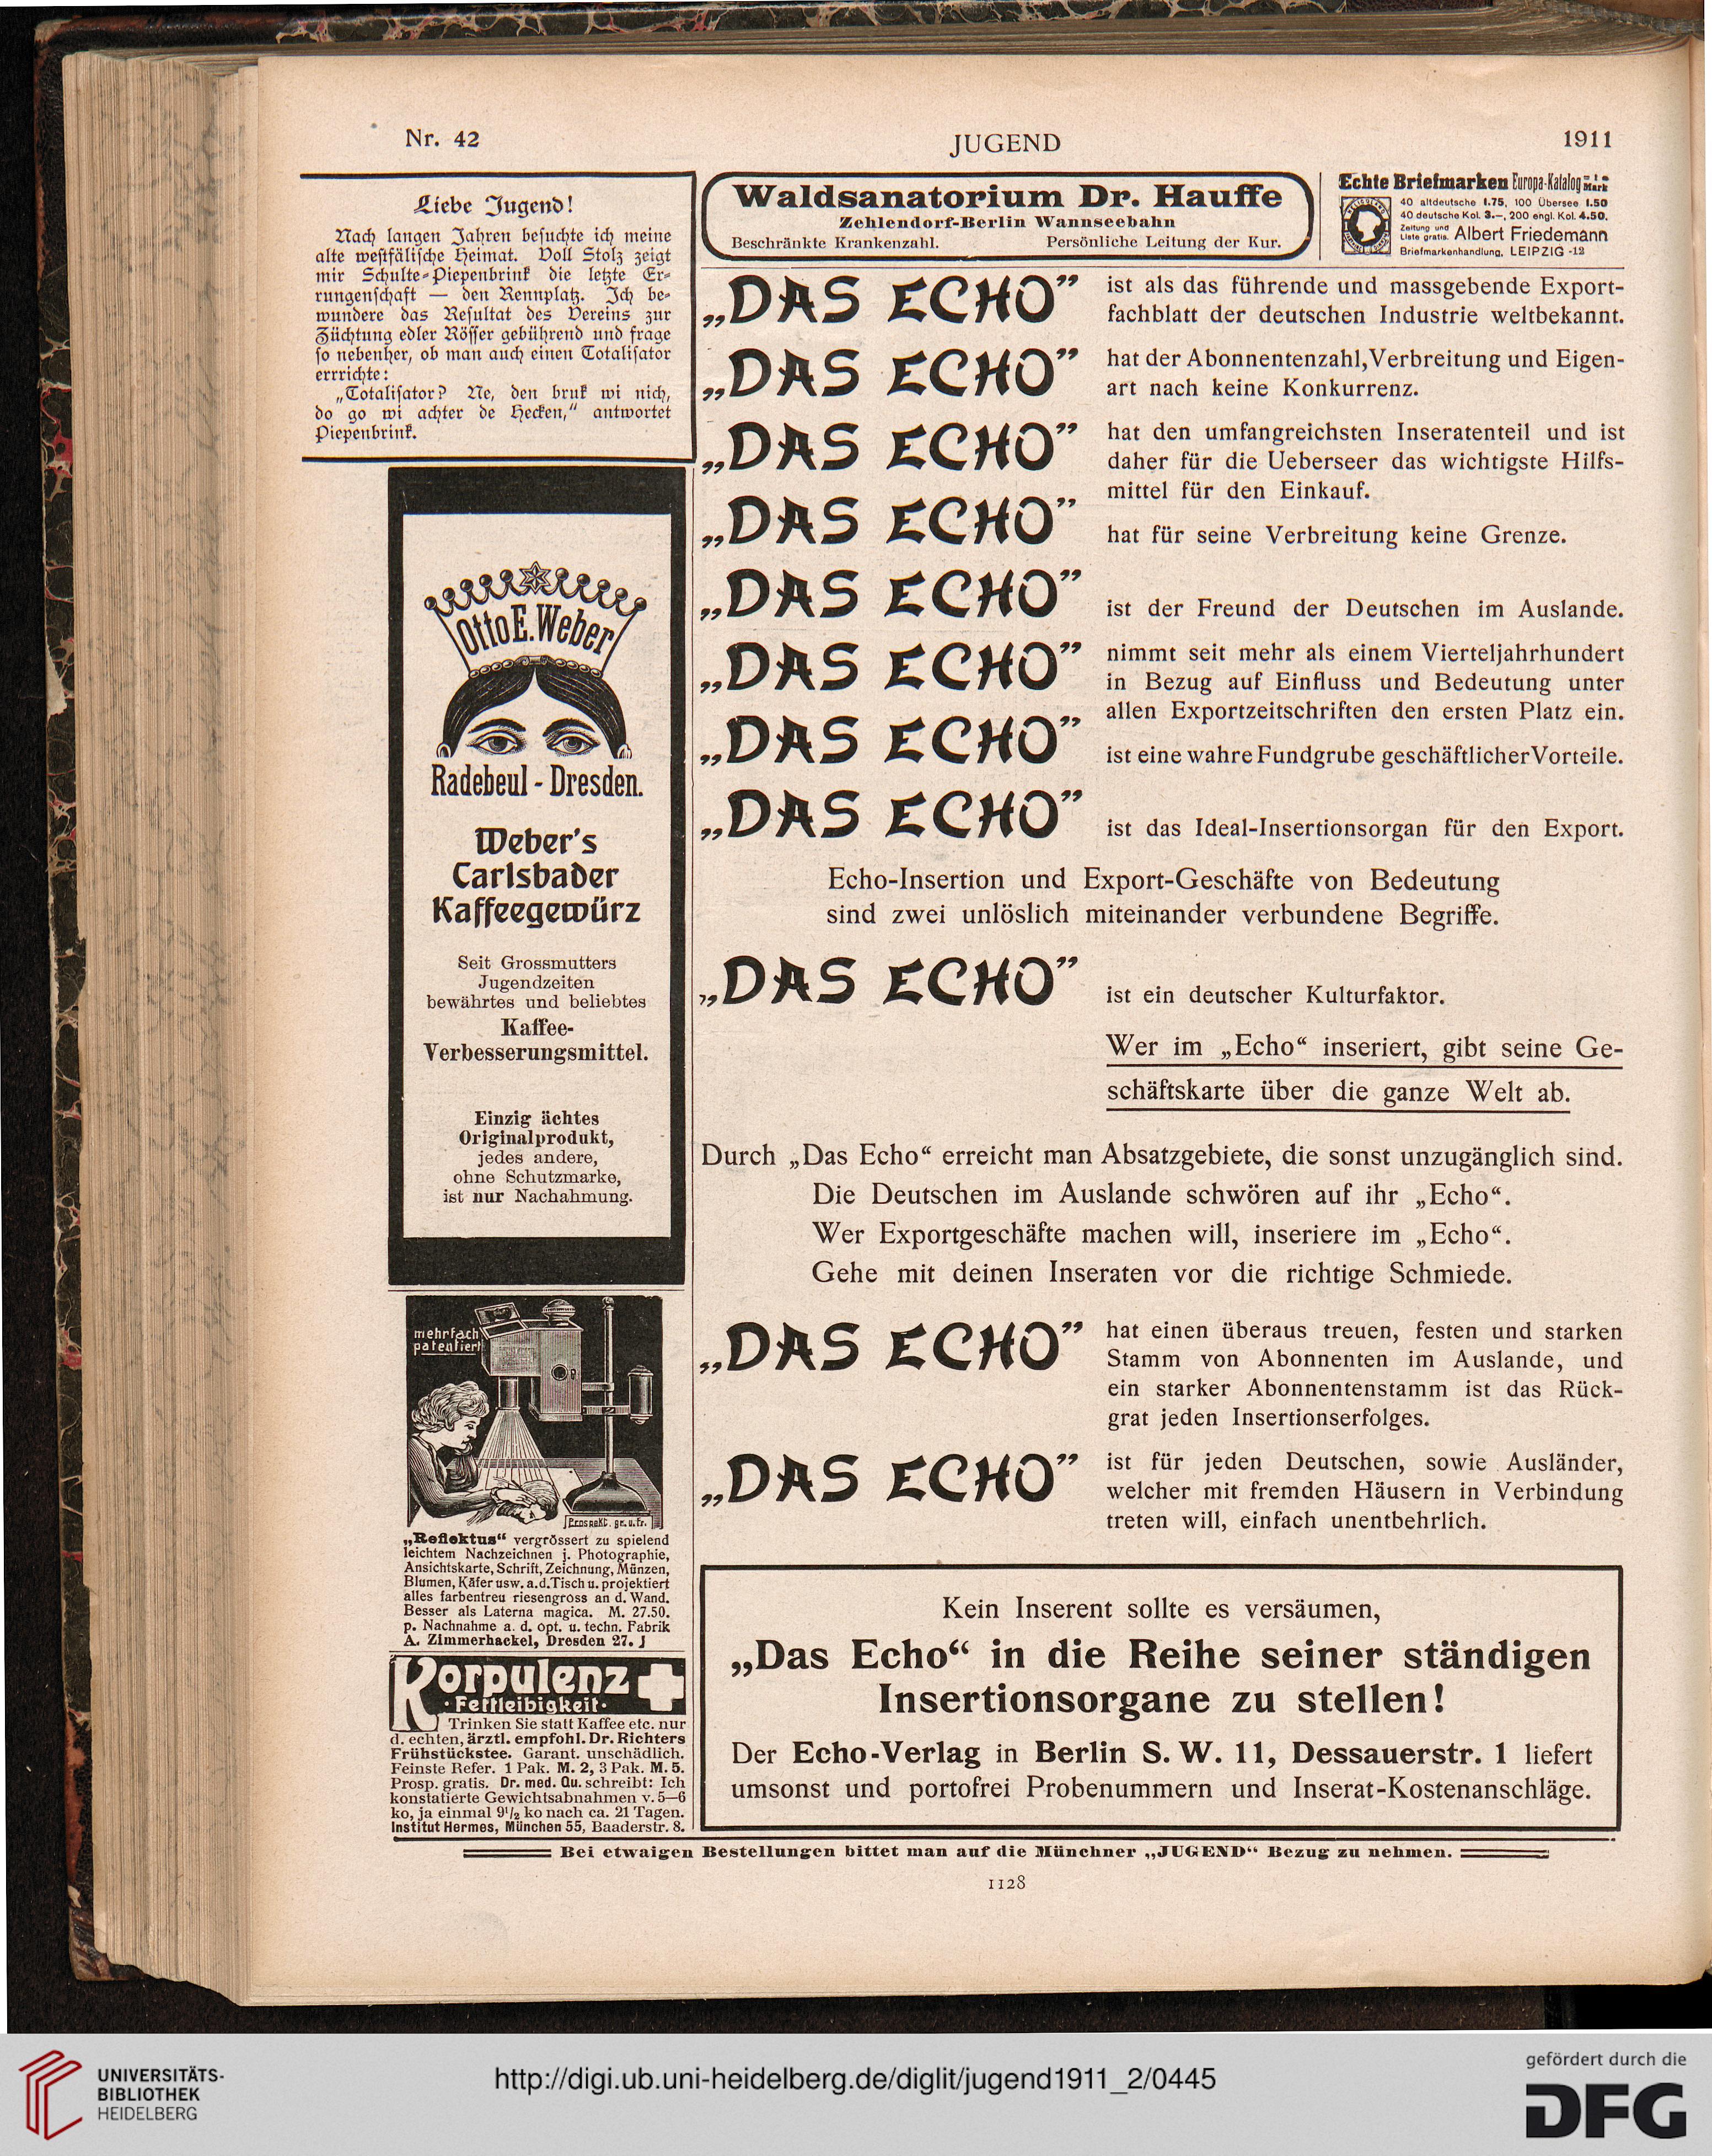 Nr. 42
JUGEND
1911
Liebe Jugend!
Nach langen Jahren besuchte ich meine
alte westfälische Heimat. Voll Stolz zeigt
mir Schulte-Piepenbrink die letzte Er-
rungenschaft — den Rennplatz. Ich be-
wundere das Resultat des Vereins zur
Züchtung edler Rösser gebührend und frage
so nebenher, ob man auch einen Totalisator
errrichte:
„Totalisator? Ne, den bruk wi nich,
do go wi achter de Hecken,“ antwortet
Piepenbrink.
Otto E. Weber
Radebeul - Dresden.
Weber's
Carlsbader
Kaffeegewürz
Seit Grossmutters
Jugendzeiten
bewährtes und beliebtes
Kaffee-
Verbesserungsmittel.
Einzig ächtes
Originalprodukt,
jedes andere,
ohne Schutzmarke,
ist nur Nachahmung.
mehrfach
patentiert
Prospekt. gr. u. fr.
„Reflektus“ vergrössert zu spielend
leichtem Nachzeichnen j. Photographie,
Ansichtskarte, Schrift, Zeichnung, Münzen,
Blumen, Käfer usw. a. d. Tisch u. projektiert
alles farbentreu riesengross an d. Wand.
Besser als Laterna magica. M. 27.50.
p. Nachnahme a. d. opt. u. techn. Fabrik
A. Zimmerhackel, Dresden 27. J
Korpulenz
· Fettleibigkeit ·
Trinken Sie statt Kaffee etc. nur
d. echten, ärztl. empfohl. Dr. Richters
Frühstückstee. Garant. unschädlich.
Feinste Refer. 1 Pak. M. 2, 3 Pak. M. 5.
Prosp. gratis. Dr. med. Qu. schreibt: Ich
konstatierte Gewichtsabnahmen v. 5—6
ko, ja einmal 9½ ko nach ca. 21 Tagen.
Institut Hermes, München 55, Baaderstr. 8.
Waldsanatorium Dr. Hauffe
Zehlendorf-Berlin Wannseebahn
Beschränkte Krankenzahl. Persönliche Leitung der Kur.
Echte Briefmarken Europa-Katalog = 1 = Mark
40 altdeutsche 1.75, 100 Übersee 1.50
40 deutsche Kol. 3.—, 200 engl. Kol. 4.50.
Zeitung und Liste gratis. Albert Friedemann
Briefmarkenhandlung, LEIPZIG -12
„DAS ECHO” ist als das führende und massgebende Export-
fachblatt der deutschen Industrie weltbekannt.
„DAS ECHO” hat der Abonnentenzahl, Verbreitung und Eigen-
art nach keine Konkurrenz.
„DAS ECHO” hat den umfangreichsten Inseratenteil und ist
daher für die Ueberseer das wichtigste Hilfs-
mittel für den Einkauf.
„DAS ECHO” hat für seine Verbreitung keine Grenze.
„DAS ECHO” ist der Freund der Deutschen im Auslande.
„DAS ECHO” nimmt seit mehr als einem Vierteljahrhundert
in Bezug auf Einfluss und Bedeutung unter
allen Exportzeitschriften den ersten Platz ein.
„DAS ECHO” ist eine wahre Fundgrube geschäftlicher Vorteile.
„DAS ECHO” ist das Ideal-Insertionsorgan für den Export.
Echo-Insertion und Export-Geschäfte von Bedeutung
sind zwei unlöslich miteinander verbundene Begriffe.
„DAS ECHO” ist ein deutscher Kulturfaktor.
Wer im „Echo“ inseriert, gibt seine Ge-
schäftskarte über die ganze Welt ab.
Durch „Das Echo“ erreicht man Absatzgebiete, die sonst unzugänglich sind.
Die Deutschen im Auslande schwören auf ihr „Echo“.
Wer Exportgeschäfte machen will, inseriere im „Echo“.
Gehe mit deinen Inseraten vor die richtige Schmiede.
„DAS ECHO” hat einen überaus treuen, festen und starken
Stamm von Abonnenten im Auslande, und
ein starker Abonnentenstamm ist das Rück-
grat jeden Insertionserfolges.
„DAS ECHO” ist für jeden Deutschen, sowie Ausländer,
welcher mit fremden Häusern in Verbindung
treten will, einfach unentbehrlich.
Kein Inserent sollte es versäumen,
„Das Echo“ in die Reihe seiner ständigen
Insertionsorgane zu stellen!
Der Echo-Verlag in Berlin S. W. 11, Dessauerstr. 1 liefert
umsonst und portofrei Probenummern und Inserat-Kostenanschläge.
Bei etwaigen Bestellungen bittet man auf die Münchner „JUGEND“ Bezug zu nehmen.
1128
UNIVERSITÄTS-
BIBLIOTHEK
HEIDELBERG
http://digi.ub.uni-heidelberg.de/diglit/jugend1911_2/0445
gefördert durch die
DFG